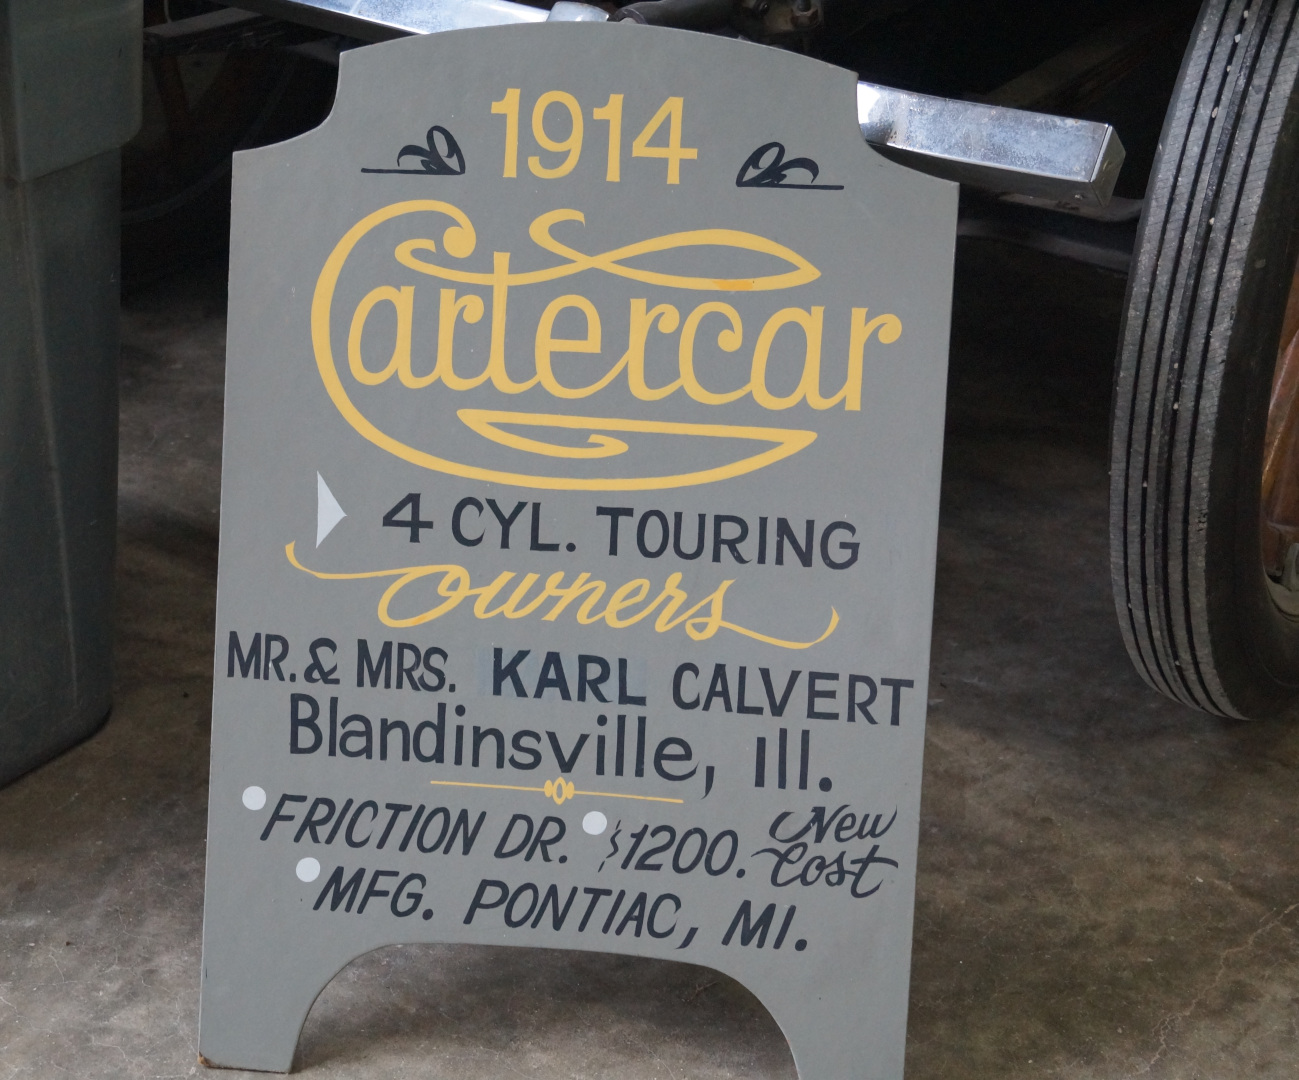 1914
Cartercar
4 CYL. TOURING
owners
MR. & MRS. KARL CALVERT
Blandinsville, Ill.
FRICTION DR. $1200. New Cost
MFG. PONTIAC, MI.